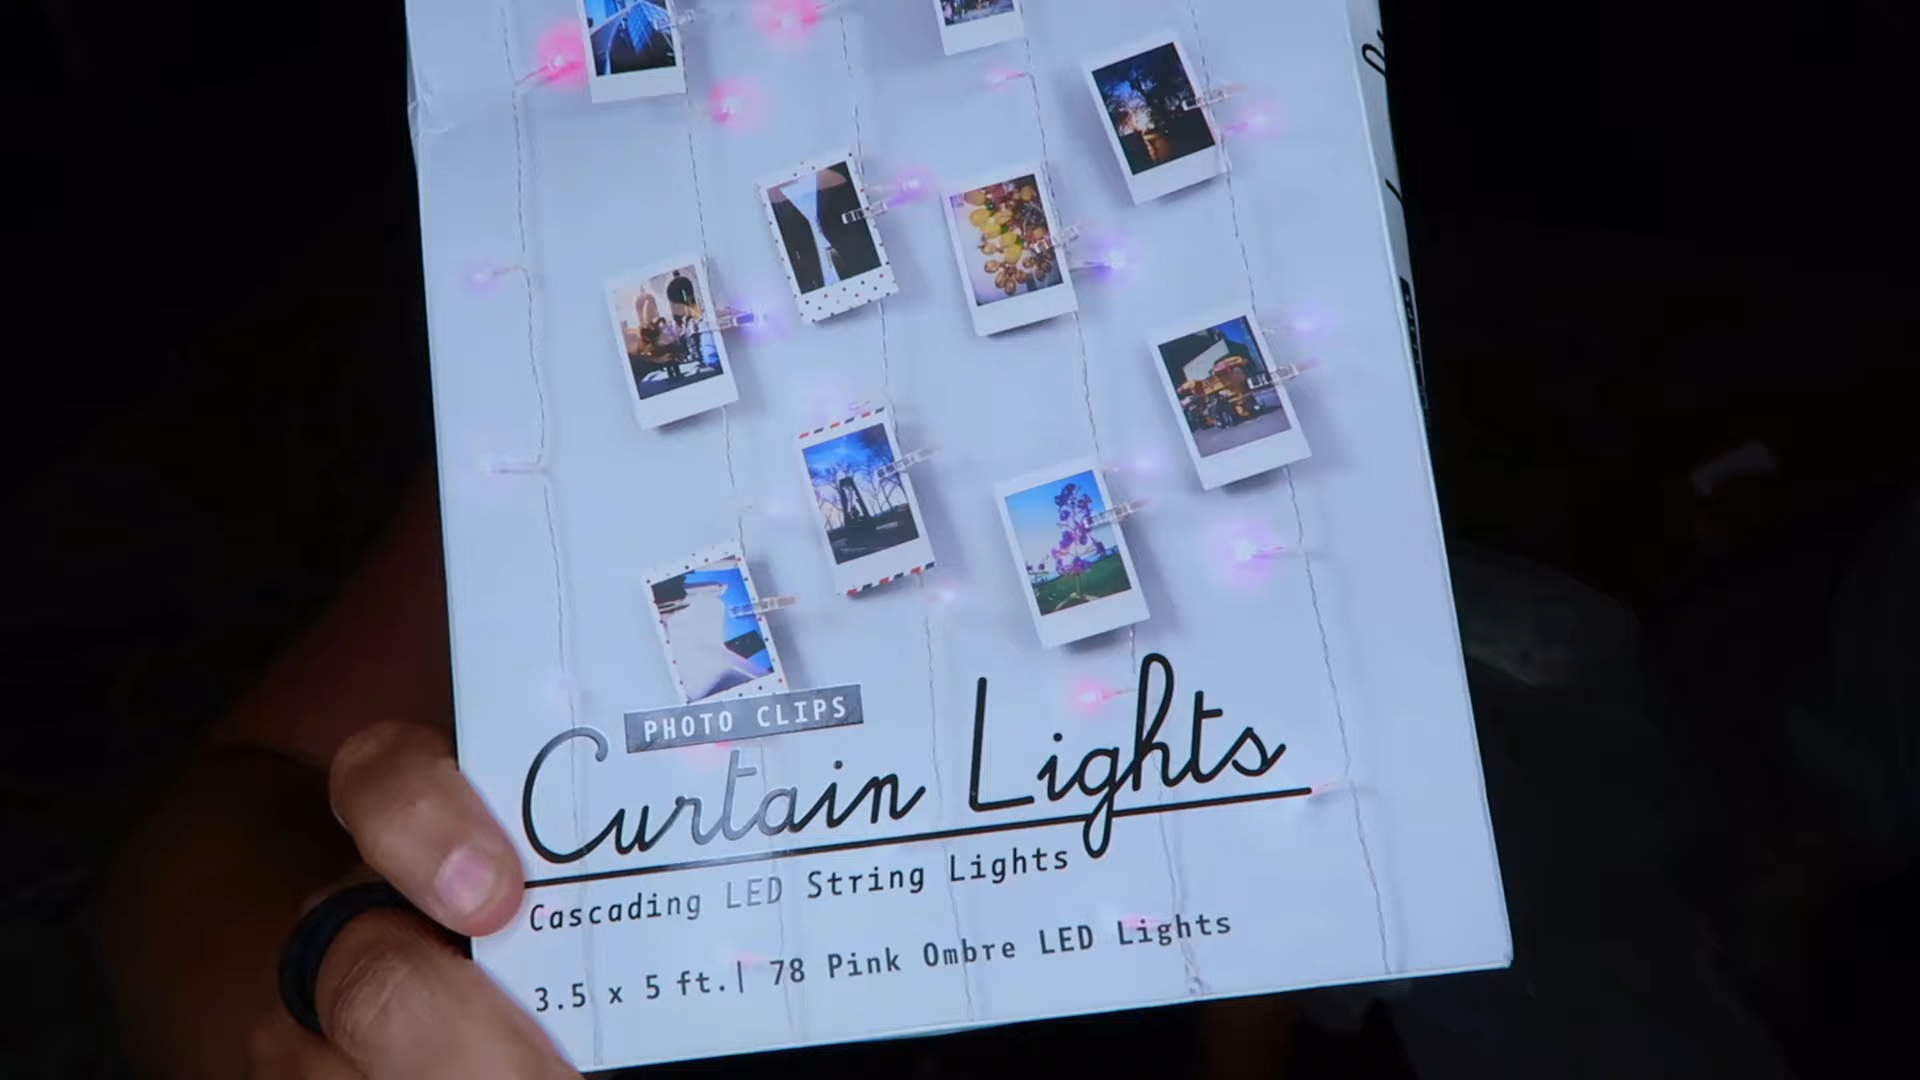 PHOTO CLIPS
Curtain Lights
Cascading LED String Lights
3.5 x 5 ft. | 78 Pink Ombre LED Lights